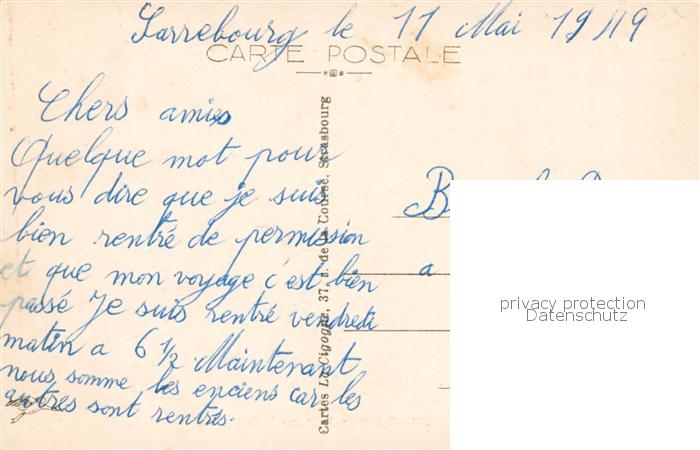 Sarrebourg le 11 Mai 1949
CARTE POSTALE
Chers amis
Quelque mot pour
vous dire que je suis
bien rentré de permission
et que mon voyage c'est bien
passé Je suis rentré vendredi
matin a 6 1/2. Maintenant
nous somme les enciens car les
autres sont rentrés.
Cartes La Cigogne, 37, r. de la Course, Strasbourg
a
privacy protection
Datenschutz